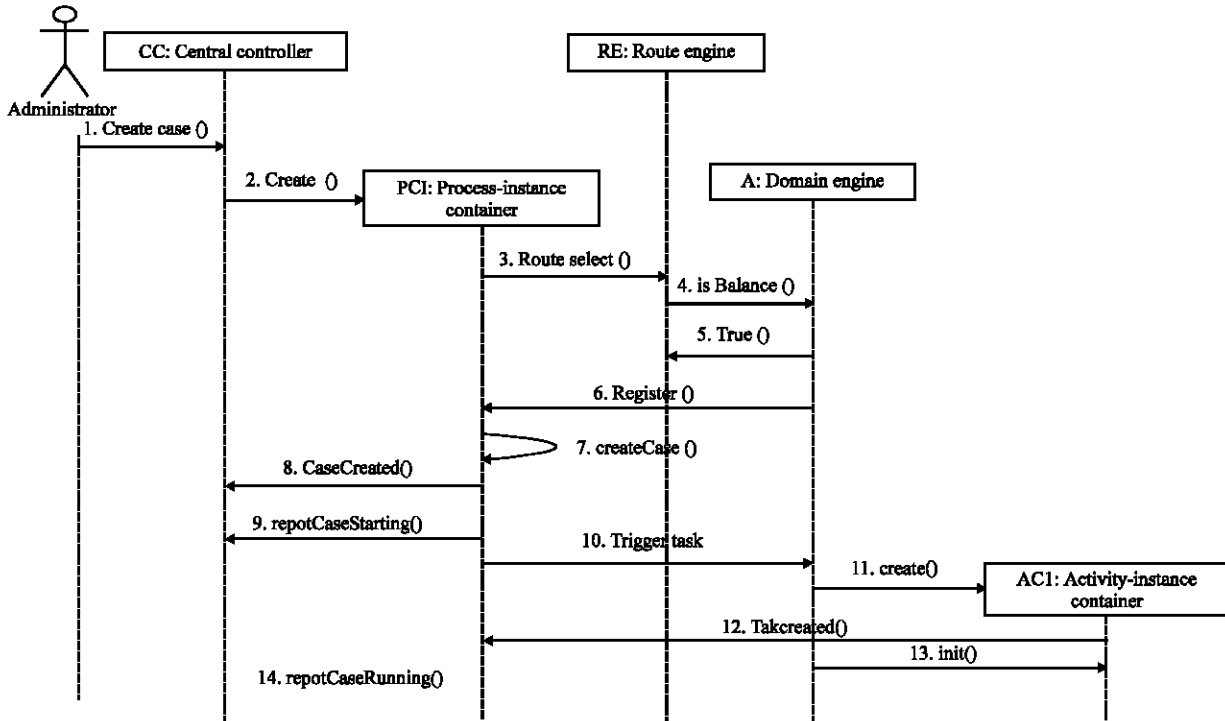 CC: Central controller
RE: Route engine
Administrator
1. Create case ()
2. Create ()
PCI: Process-instance
container
A: Domain engine
3. Route select ()
4. is Balance ()
5. True ()
6. Register ()
7. createCase ()
8. CaseCreated()
9. repotCaseStarting()
10. Trigger task
11. create()
AC1: Activity-instance
container
12. Takcreated()
13. init()
14. repotCaseRunning()